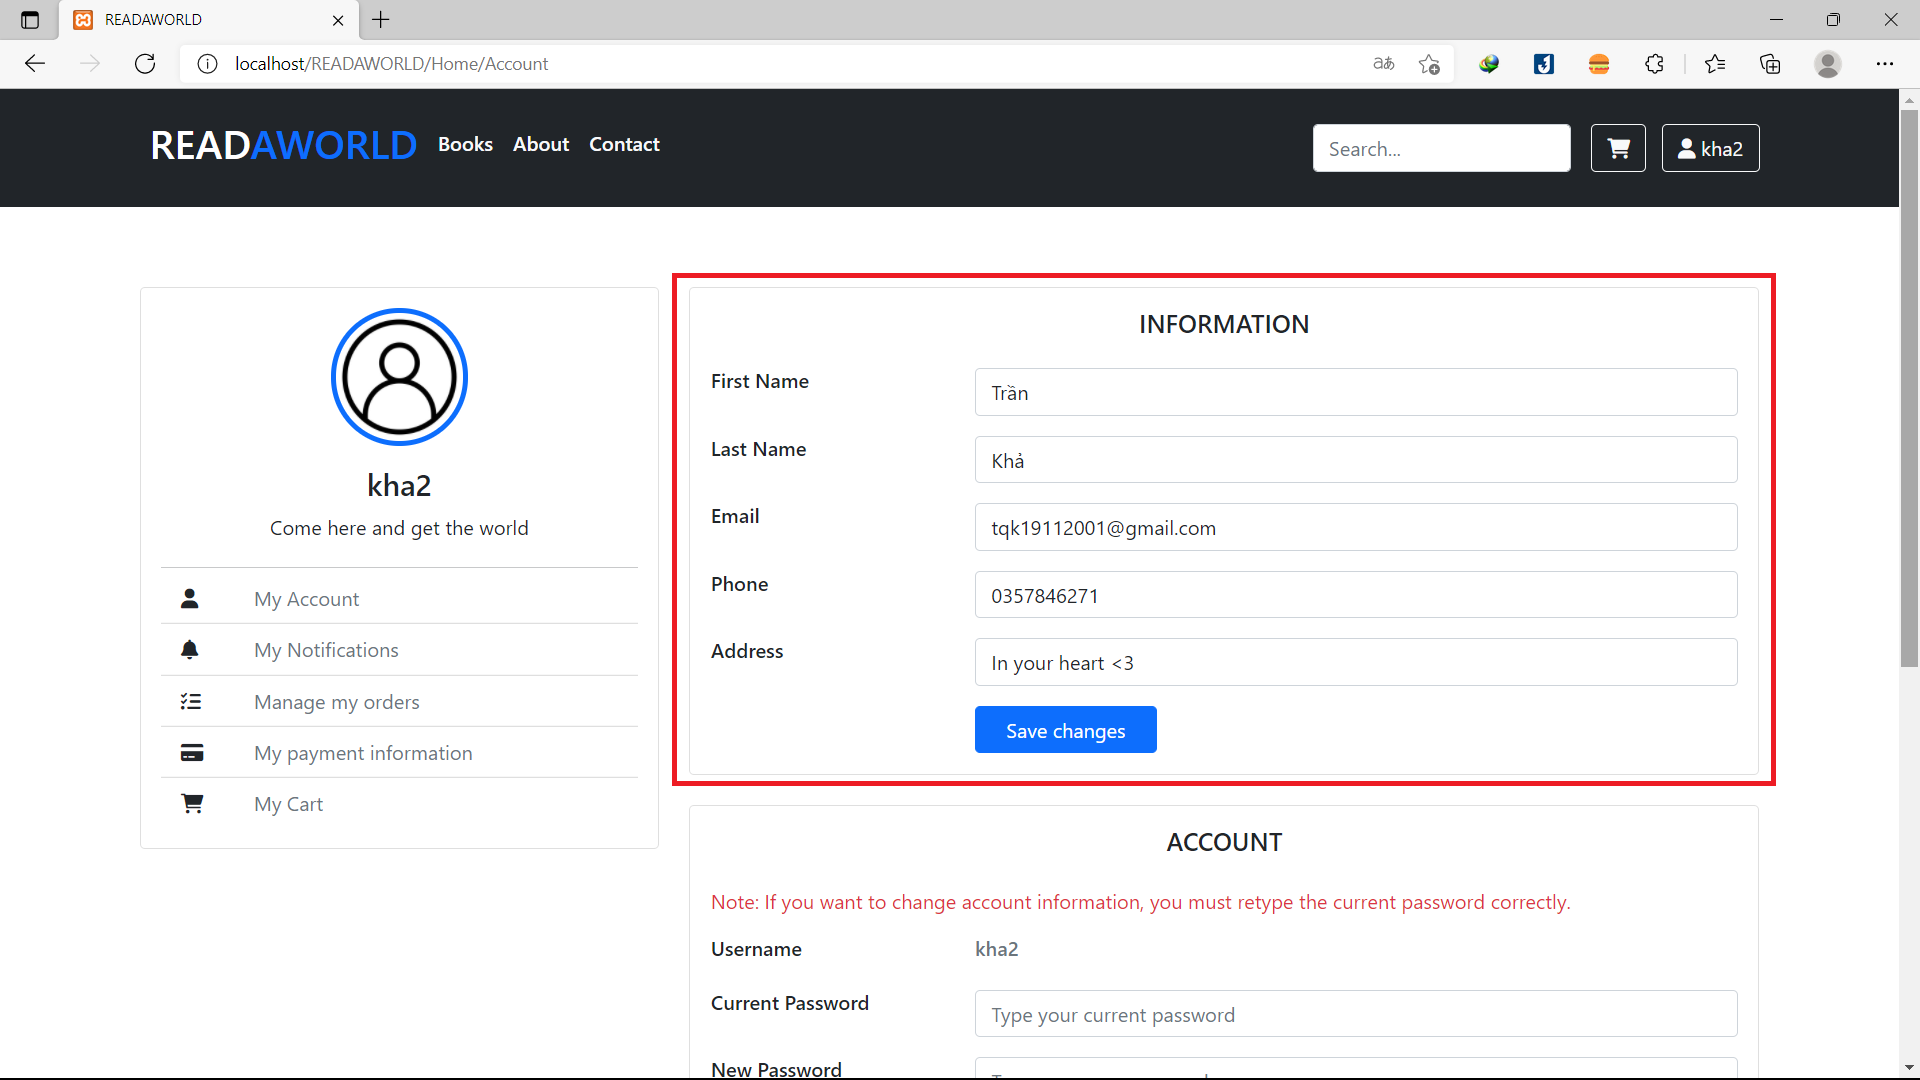 READAWORLD
localhost/READAWORLD/Home/Account
READAWORLD Books About Contact Search... kha2
kha2
Come here and get the world
My Account
My Notifications
Manage my orders
My payment information
My Cart
INFORMATION
First Name Trần
Last Name Khả
Email tqk19112001@gmail.com
Phone 0357846271
Address In your heart <3
Save changes
ACCOUNT
Note: If you want to change account information, you must retype the current password correctly.
Username kha2
Current Password Type your current password
New Password